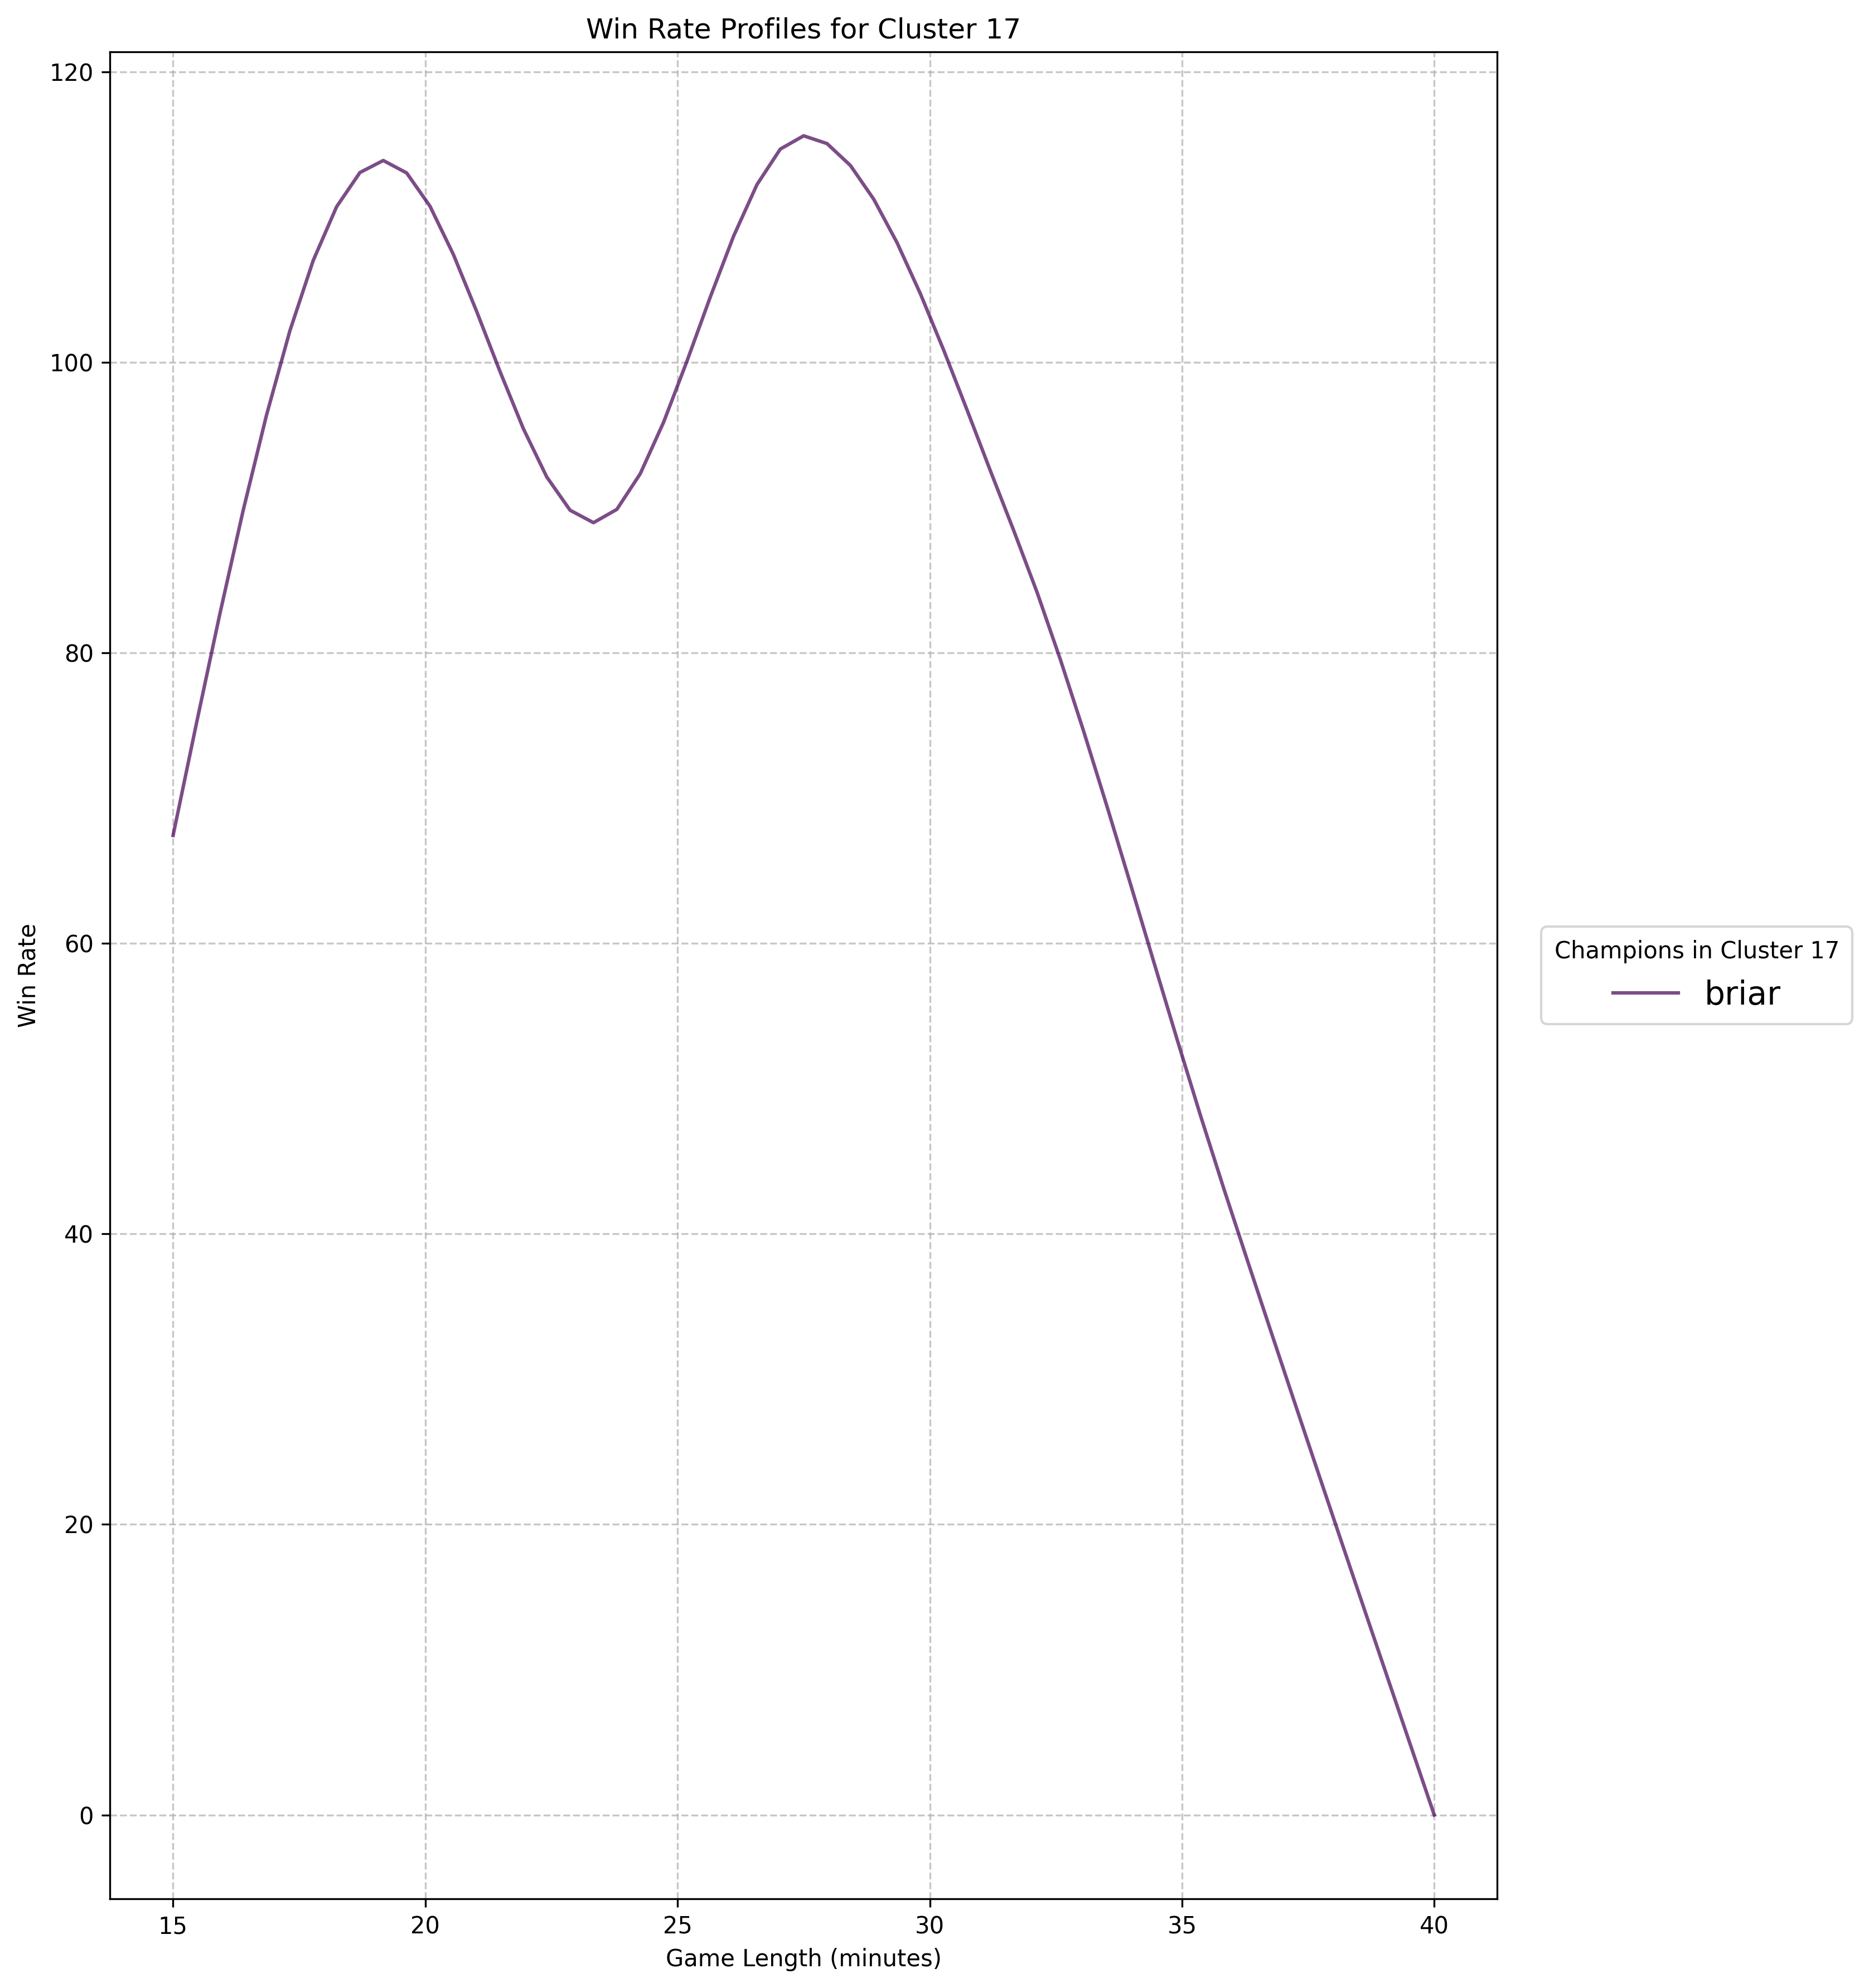 Win Rate Profiles for Cluster 17
120
100
80
60
40
20
0
Win Rate
15 20 25 30 35 40
Game Length (minutes)
Champions in Cluster 17
briar